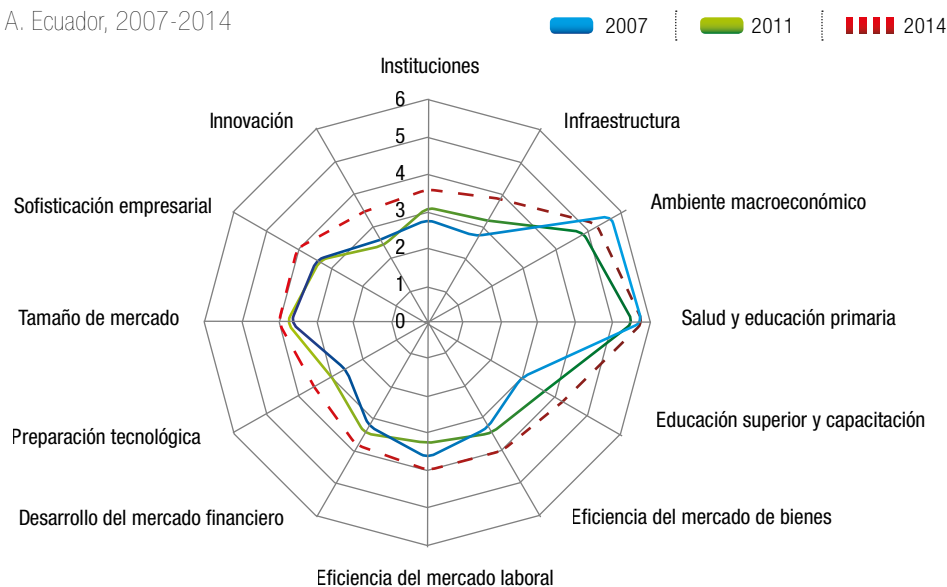 A. Ecuador, 2007-2014
2007
2011
2014
Instituciones
Infraestructura
Ambiente macroeconómico
Salud y educación primaria
Educación superior y capacitación
Eficiencia del mercado de bienes
Eficiencia del mercado laboral
Desarrollo del mercado financiero
Preparación tecnológica
Tamaño de mercado
Sofisticación empresarial
Innovación
6
5
4
3
2
1
0